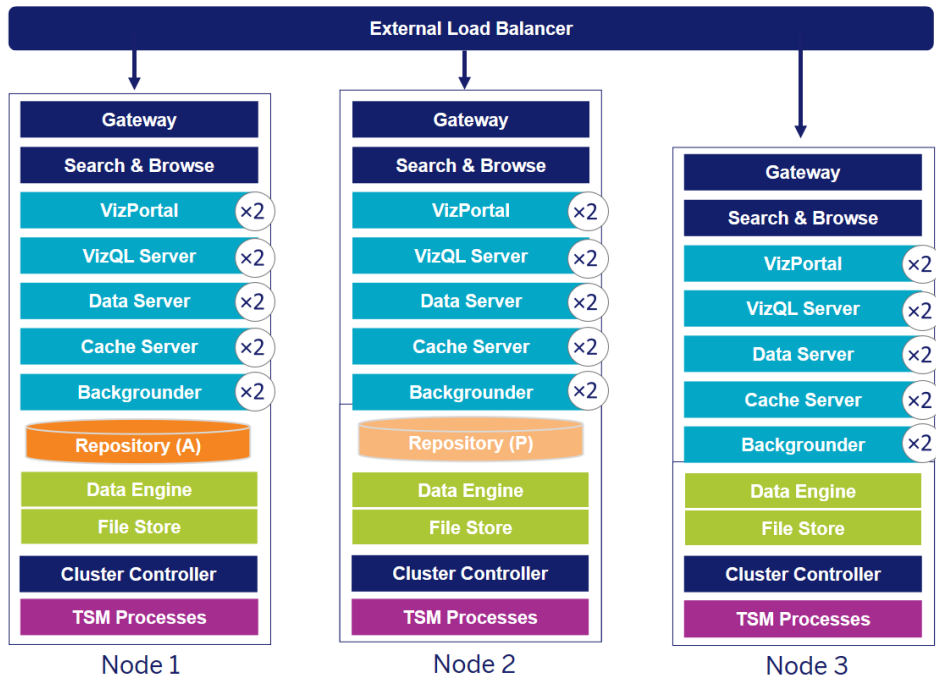 External Load Balancer
Gateway
Search & Browse
VizPortal ×2
VizQL Server ×2
Data Server ×2
Cache Server ×2
Backgrounder ×2
Repository (A)
Data Engine
File Store
Cluster Controller
TSM Processes
Node 1
Gateway
Search & Browse
VizPortal ×2
VizQL Server ×2
Data Server ×2
Cache Server ×2
Backgrounder ×2
Repository (P)
Data Engine
File Store
Cluster Controller
TSM Processes
Node 2
Gateway
Search & Browse
VizPortal ×2
VizQL Server ×2
Data Server ×2
Cache Server ×2
Backgrounder ×2
Data Engine
File Store
Cluster Controller
TSM Processes
Node 3